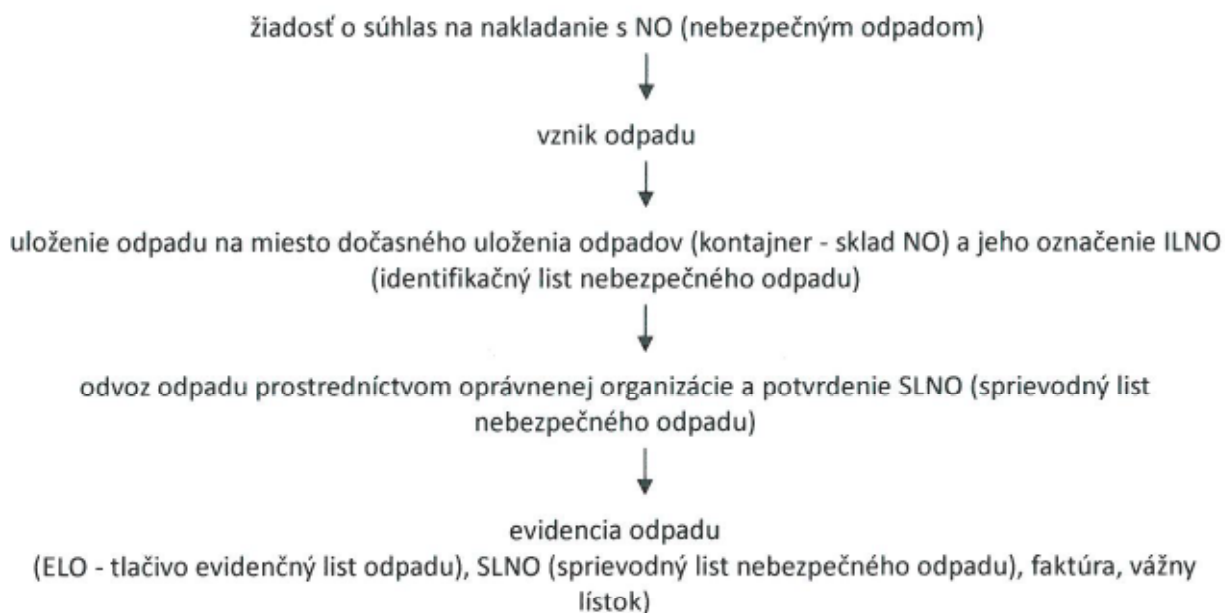 žiadosť o súhlas na nakladanie s NO (nebezpečným odpadom)
vznik odpadu
uloženie odpadu na miesto dočasného uloženia odpadov (kontajner - sklad NO) a jeho označenie ILNO
(identifikačný list nebezpečného odpadu)
odvoz odpadu prostredníctvom oprávnenej organizácie a potvrdenie SLNO (sprievodný list
nebezpečného odpadu)
evidencia odpadu
(ELO - tlačivo evidenčný list odpadu), SLNO (sprievodný list nebezpečného odpadu), faktúra, vážny
lístok)